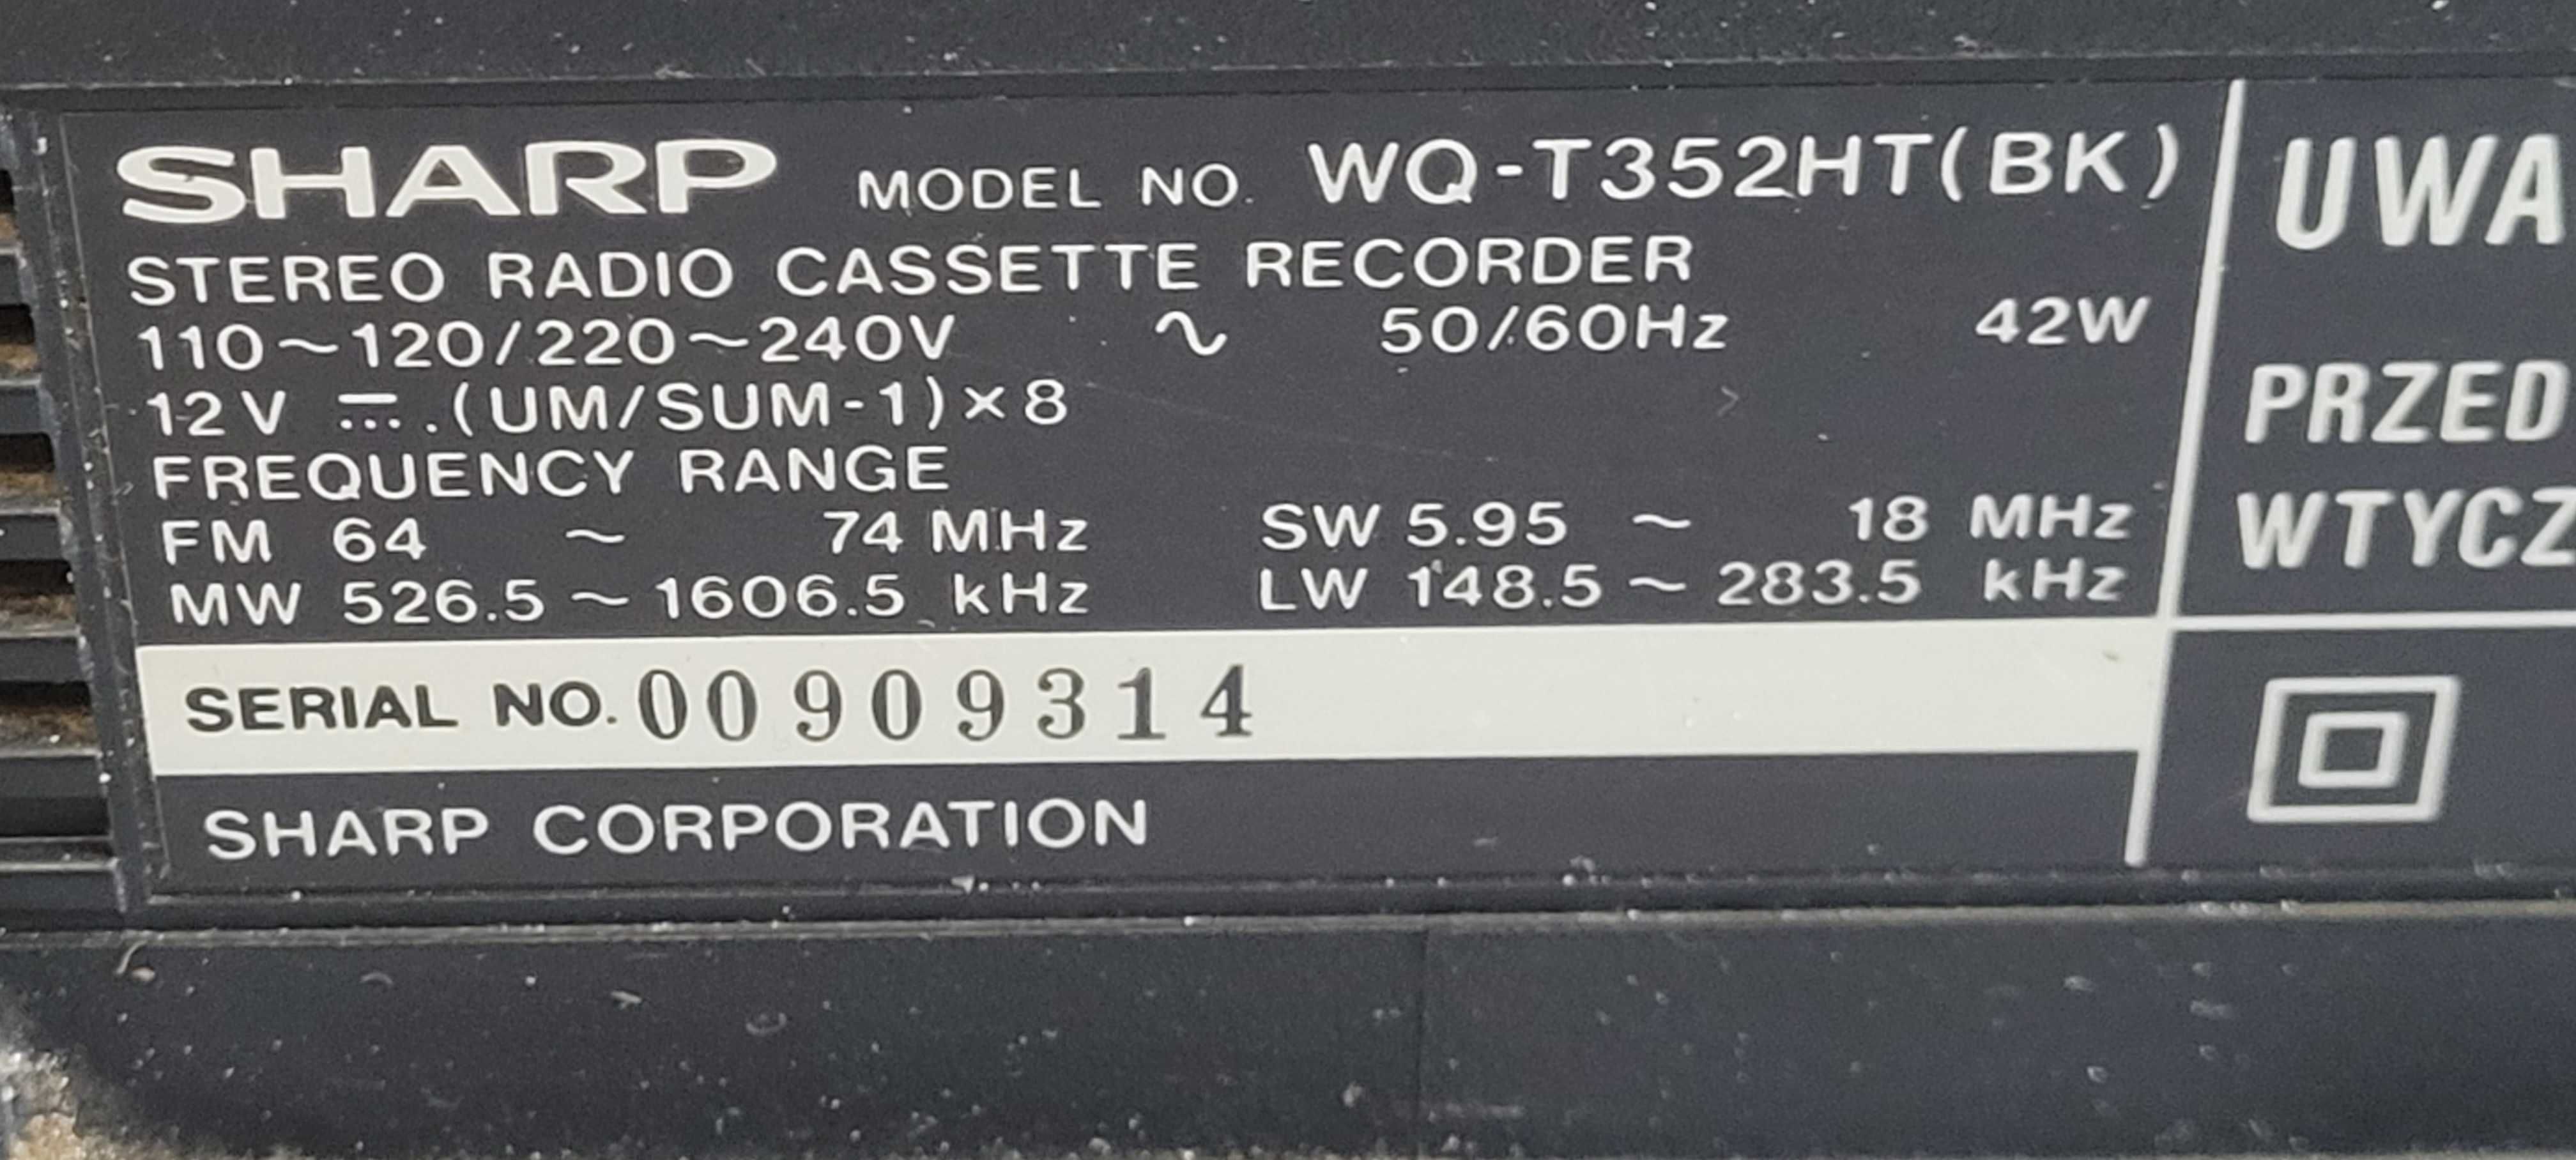 SHARP MODEL NO. WQ-T352HT(BK)
STEREO RADIO CASSETTE RECORDER
110~120/220~240V ∿ 50/60Hz 42W
12V ⎓ (UM/SUM-1)×8
FREQUENCY RANGE
FM 64 ~ 74 MHz SW 5.95 ~ 18 MHz
MW 526.5 ~ 1606.5 kHz LW 148.5 ~ 283.5 kHz
SERIAL NO. 00909314
SHARP CORPORATION
UWA
PRZED
WTYCZ